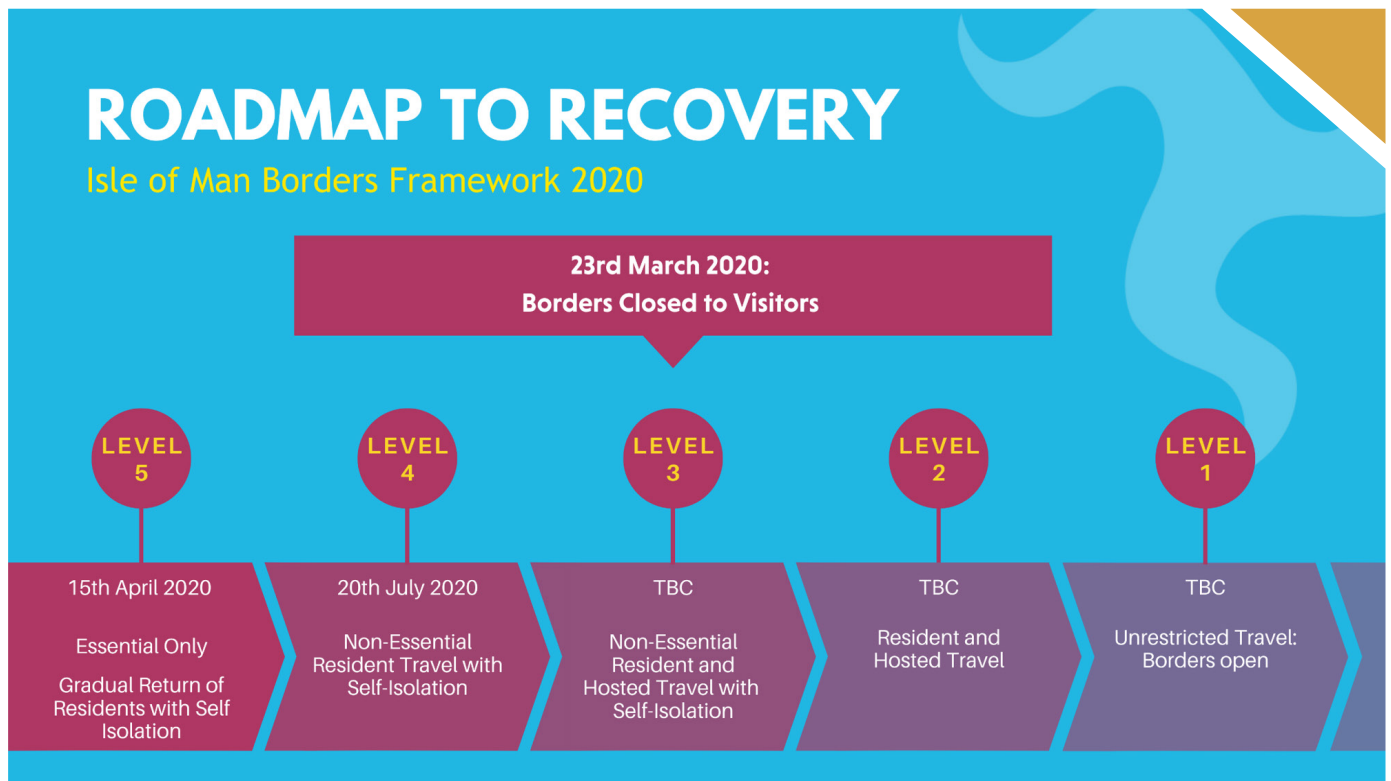 ROADMAP TO RECOVERY
Isle of Man Borders Framework 2020
23rd March 2020:
Borders Closed to Visitors
LEVEL
5
LEVEL
4
LEVEL
3
LEVEL
2
LEVEL
1
15th April 2020
Essential Only
Gradual Return of
Residents with Self
Isolation
20th July 2020
Non-Essential
Resident Travel with
Self-Isolation
TBC
Non-Essential
Resident and
Hosted Travel with
Self-Isolation
TBC
Resident and
Hosted Travel
TBC
Unrestricted Travel:
Borders open